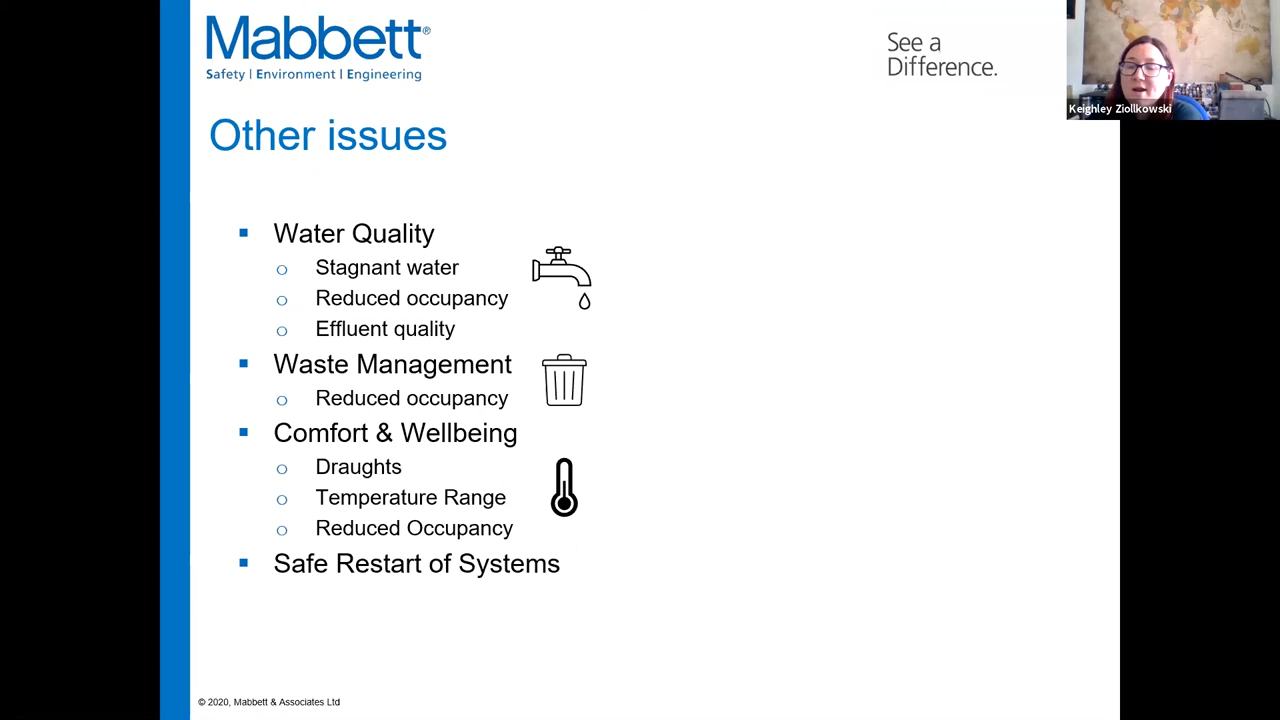 Mabbett®
Safety | Environment | Engineering
See a
Difference.
Keighley Ziollkowski
Other issues
Water Quality
Stagnant water
Reduced occupancy
Effluent quality
Waste Management
Reduced occupancy
Comfort & Wellbeing
Draughts
Temperature Range
Reduced Occupancy
Safe Restart of Systems
© 2020, Mabbett & Associates Ltd